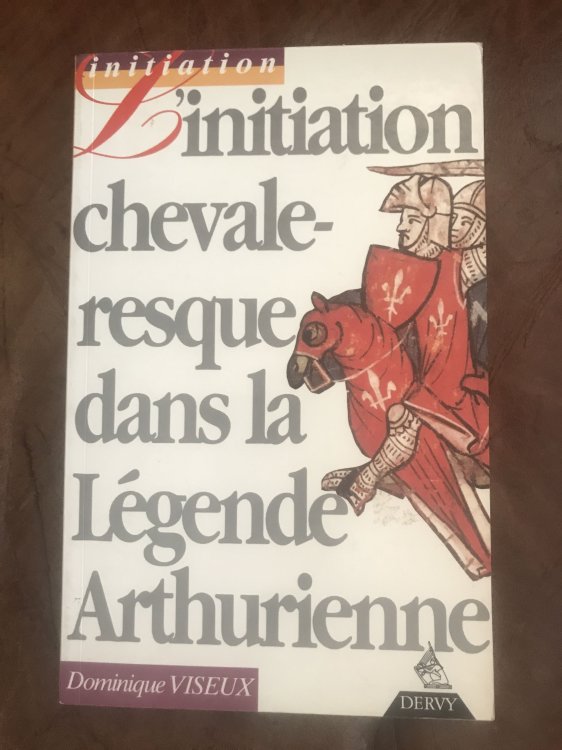 initiation
L'initiation
chevale-
resque
dans la
Légende
Arthurienne
Dominique VISEUX
DERVY